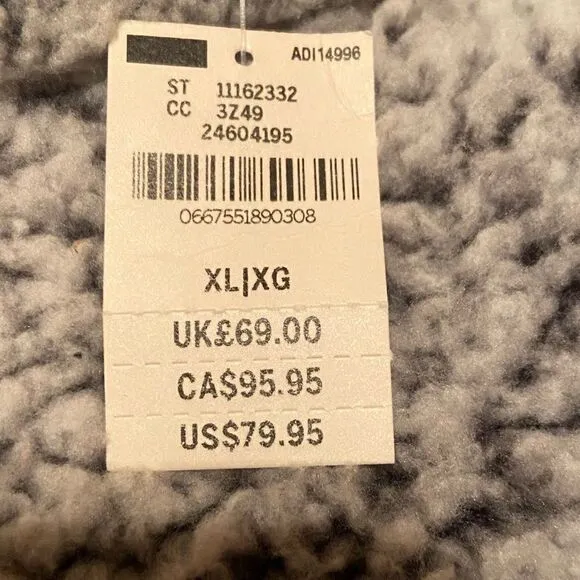 ADI14996
ST 11162332
CC 3Z49
24604195
0667551890308
XL|XG
UK£69.00
CA$95.95
US$79.95